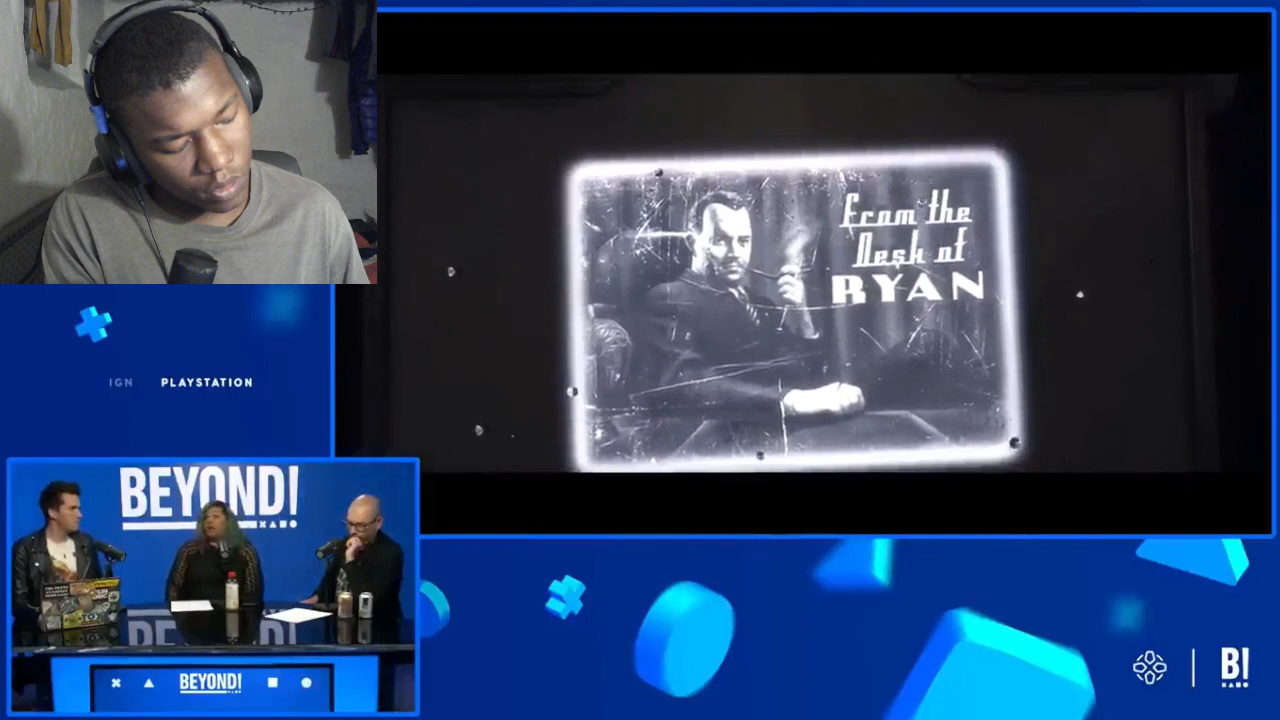 From the
Desk of
RYAN
IGN PLAYSTATION
BEYOND!
BEYOND!
B!